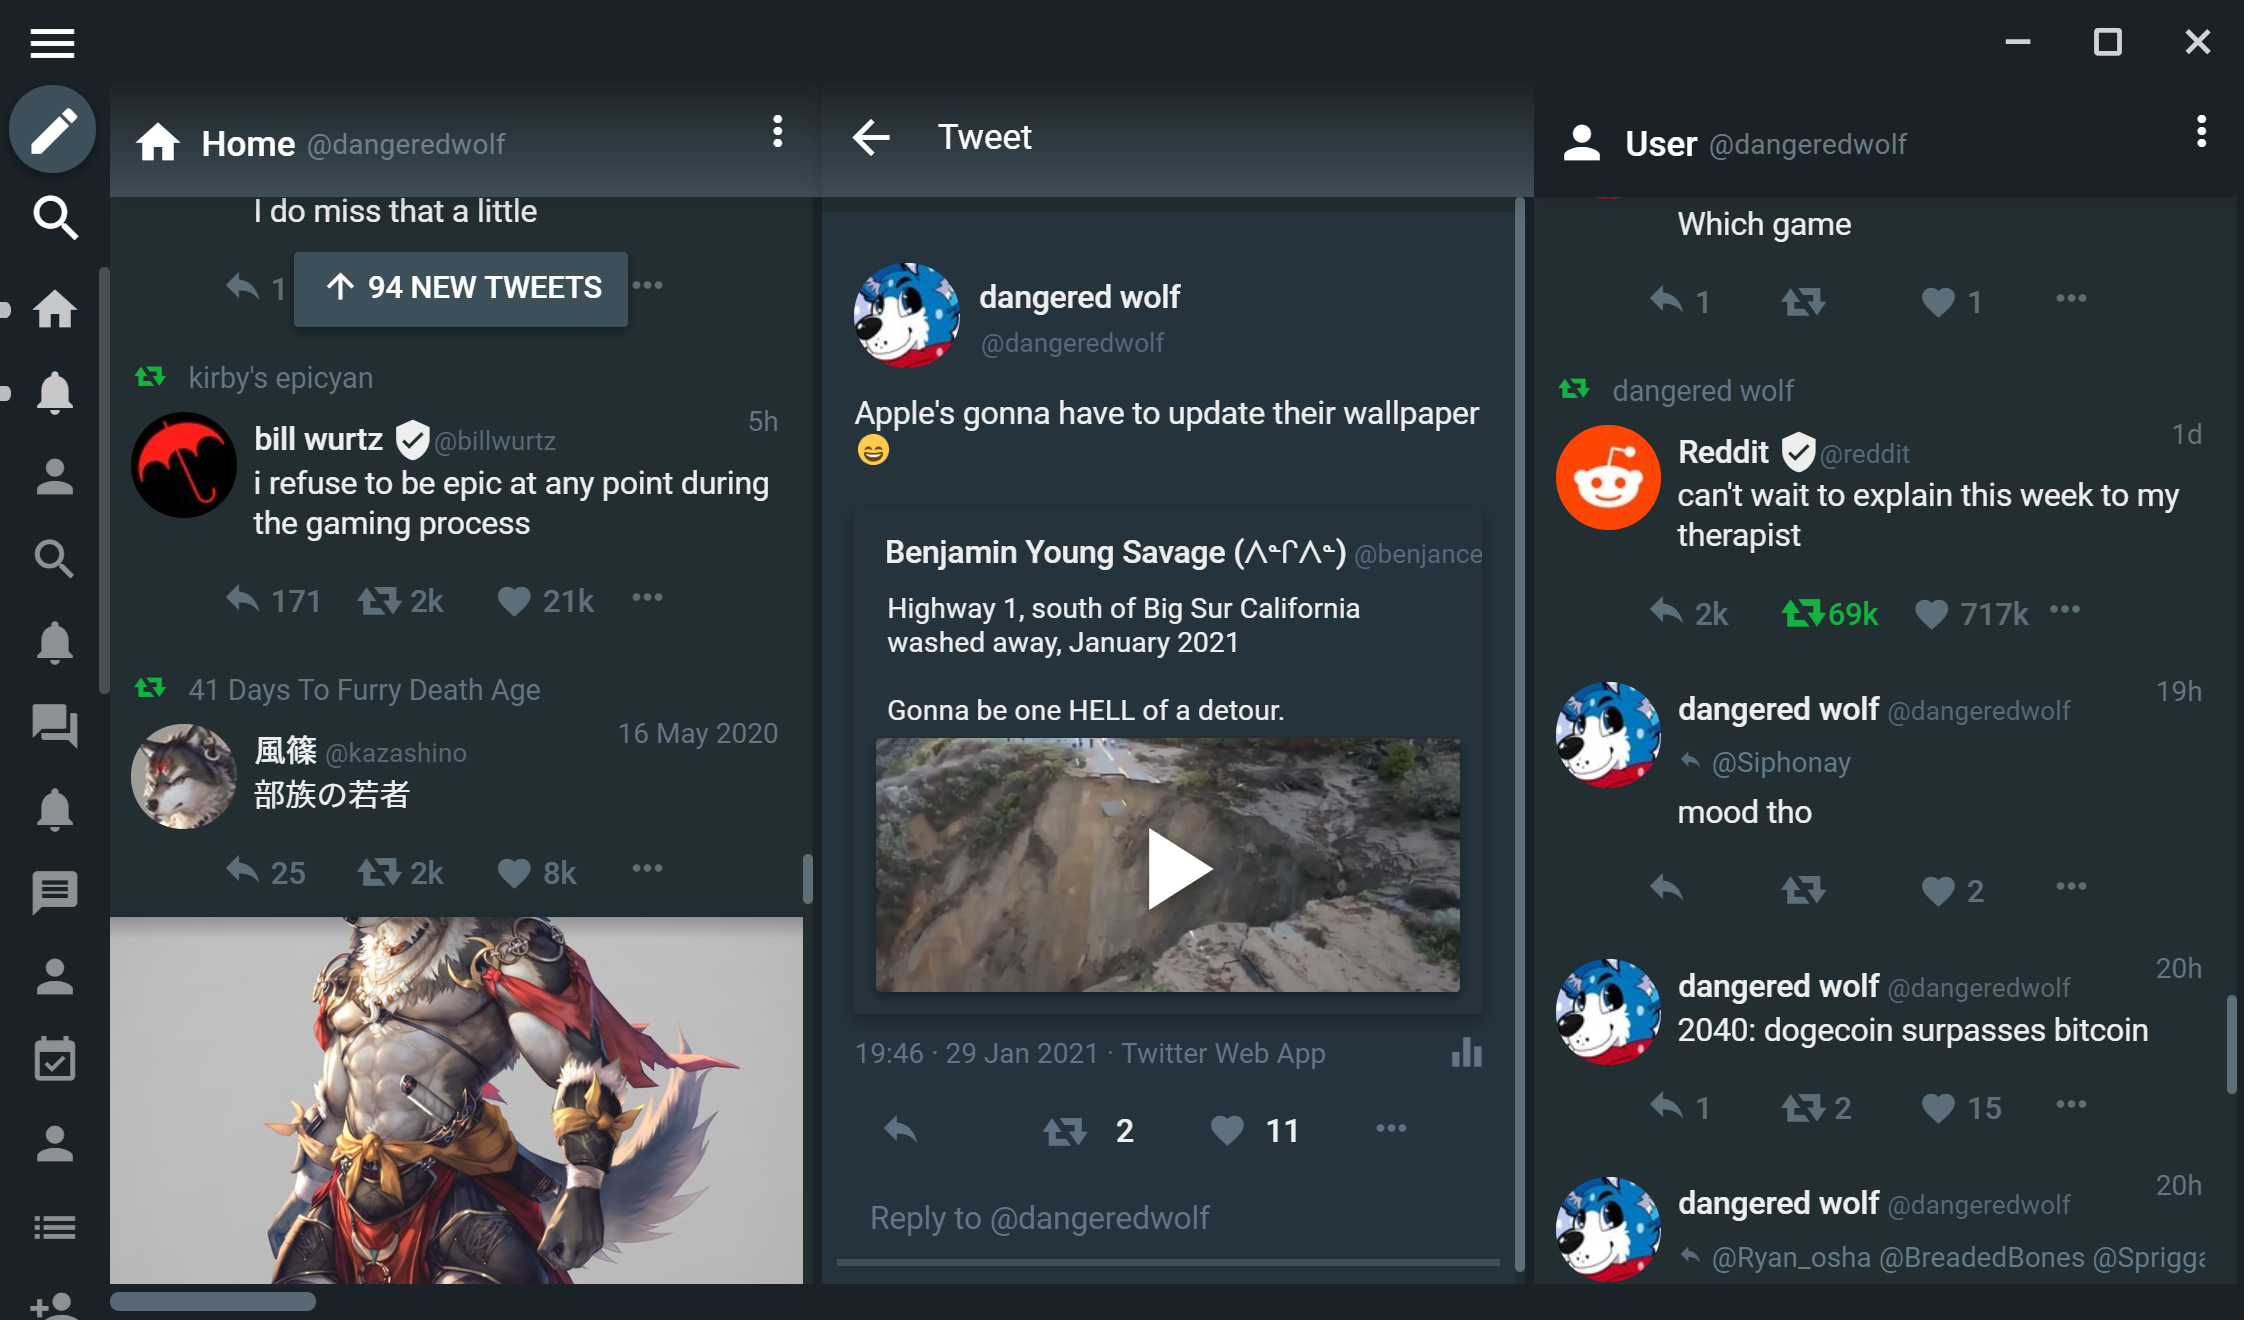 Home @dangeredwolf
I do miss that a little
1
94 NEW TWEETS
kirby's epicyan
bill wurtz @billwurtz
5h
i refuse to be epic at any point during
the gaming process
171 2k 21k
41 Days To Furry Death Age
風篠 @kazashino
16 May 2020
部族の若者
25 2k 8k
Tweet
dangered wolf
@dangeredwolf
Apple's gonna have to update their wallpaper
😄
Benjamin Young Savage @benjance
Highway 1, south of Big Sur California
washed away, January 2021
Gonna be one HELL of a detour.
19:46 · 29 Jan 2021 · Twitter Web App
2 11
Reply to @dangeredwolf
User @dangeredwolf
Which game
1 1
dangered wolf
Reddit @reddit
1d
can't wait to explain this week to my
therapist
2k 69k 717k
dangered wolf @dangeredwolf
19h
@Siphonay
mood tho
2
dangered wolf @dangeredwolf
20h
2040: dogecoin surpasses bitcoin
1 2 15
dangered wolf @dangeredwolf
20h
@Ryan_osha @BreadedBones @Sprigga